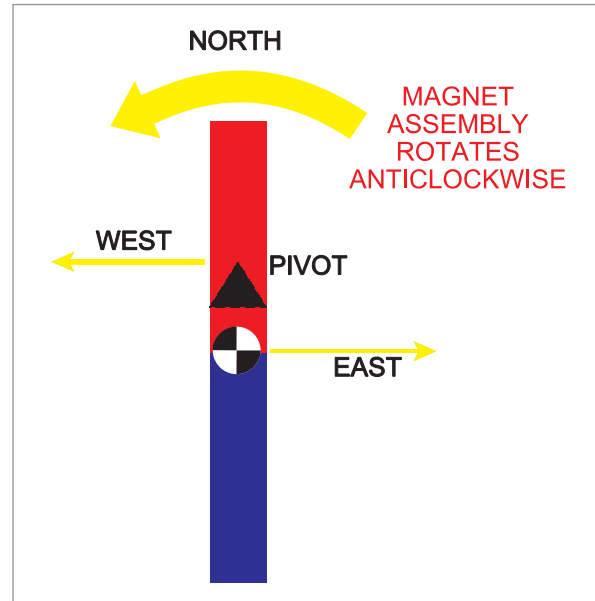 NORTH
MAGNET
ASSEMBLY
ROTATES
ANTICLOCKWISE
WEST
PIVOT
EAST